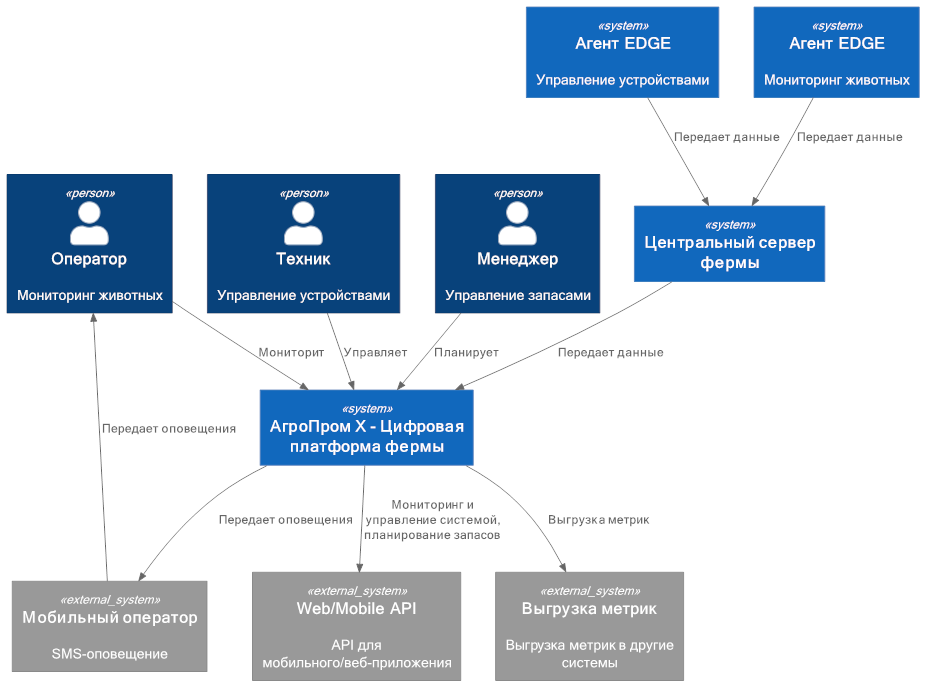 «system»
Агент EDGE
Управление устройствами
«system»
Агент EDGE
Мониторинг животных
Передает данные
Передает данные
«person»
Оператор
Мониторинг животных
«person»
Техник
Управление устройствами
«person»
Менеджер
Управление запасами
«system»
Центральный сервер
фермы
Мониторит
Управляет
Планирует
Передает данные
«system»
АгроПром X - Цифровая
платформа фермы
Передает оповещения
Передает оповещения
Мониторинг и
управление системой,
планирование запасов
Выгрузка метрик
«external_system»
Мобильный оператор
SMS-оповещение
«external_system»
Web/Mobile API
API для
мобильного/веб-приложения
«external_system»
Выгрузка метрик
Выгрузка метрик в другие
системы